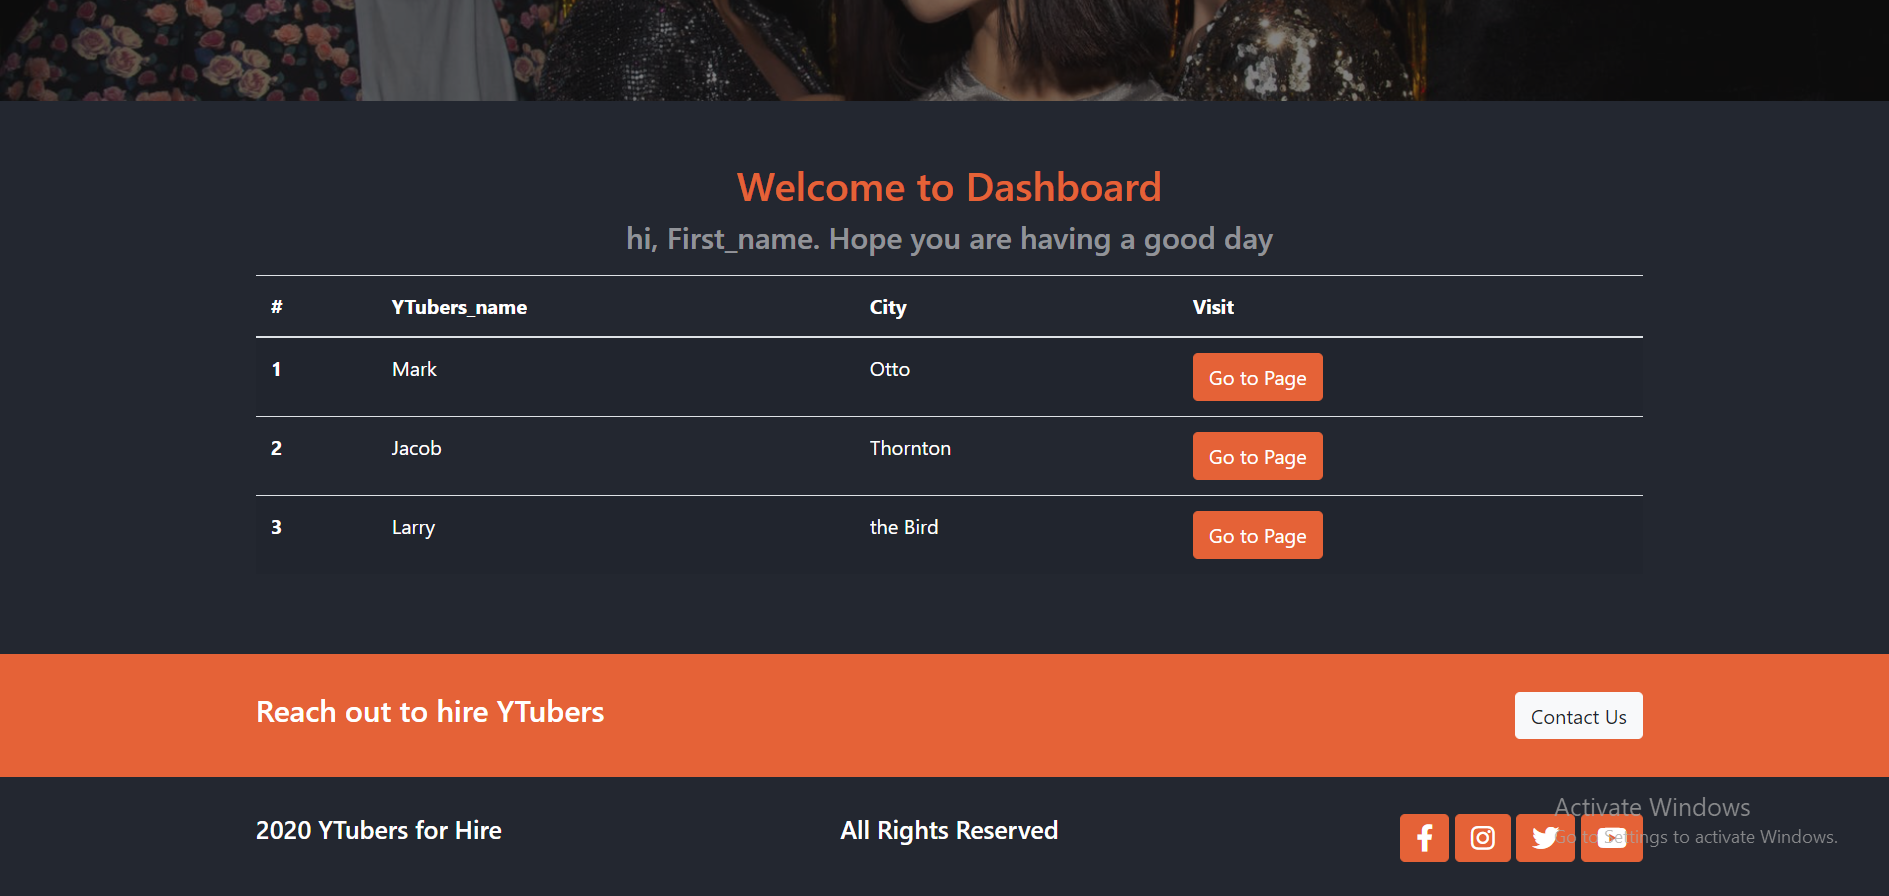 Welcome to Dashboard
hi, First_name. Hope you are having a good day
# YTubers_name City Visit
1 Mark Otto Go to Page
2 Jacob Thornton Go to Page
3 Larry the Bird Go to Page
Reach out to hire YTubers Contact Us
2020 YTubers for Hire All Rights Reserved
Activate Windows
Go to Settings to activate Windows.